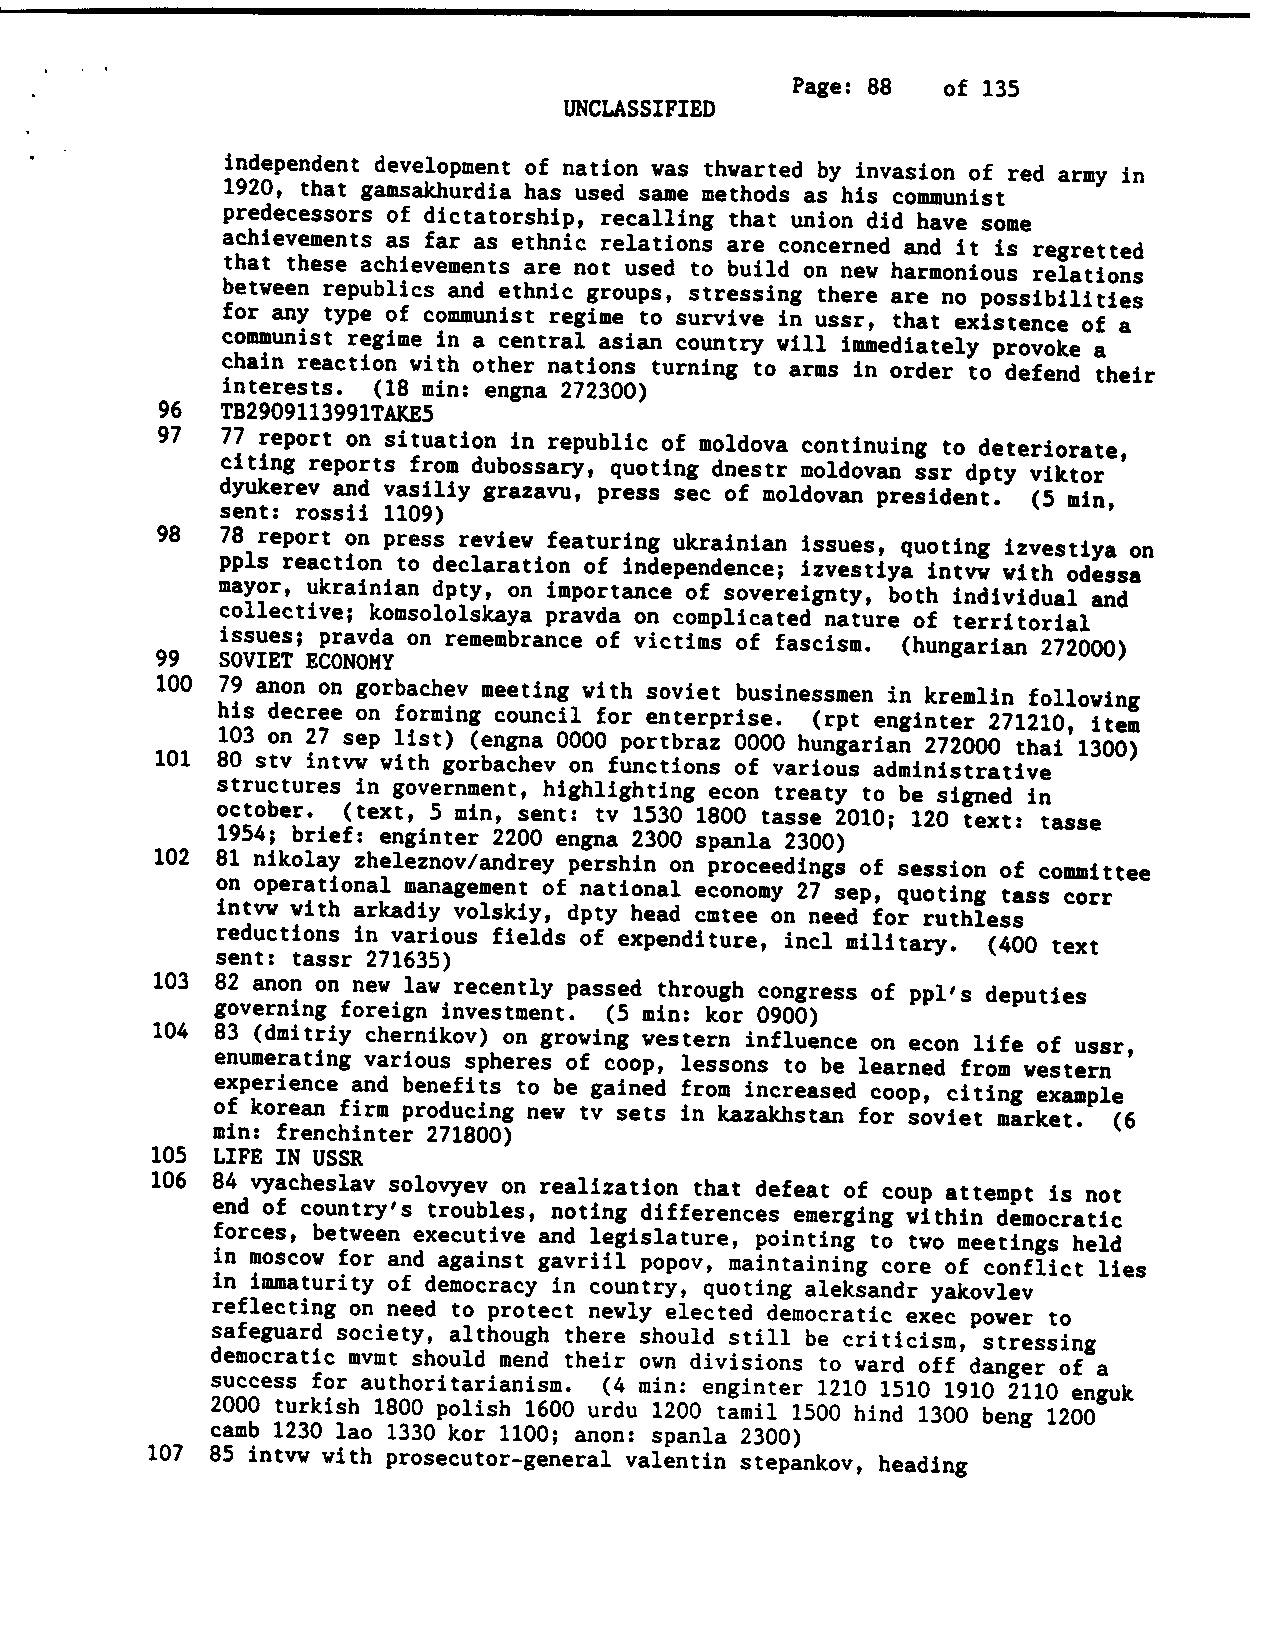 Page: 88 of 135
UNCLASSIFIED
independent development of nation was thwarted by invasion of red army in
1920, that gamsakhurdia has used same methods as his communist
predecessors of dictatorship, recalling that union did have some
achievements as far as ethnic relations are concerned and it is regretted
that these achievements are not used to build on new harmonious relations
between republics and ethnic groups, stressing there are no possibilities
for any type of communist regime to survive in ussr, that existence of a
communist regime in a central asian country will immediately provoke a
chain reaction with other nations turning to arms in order to defend their
interests. (18 min: engna 272300)
96 TB2909113991TAKE5
97 77 report on situation in republic of moldova continuing to deteriorate,
citing reports from dubossary, quoting dnestr moldovan ssr dpty viktor
dyukerev and vasiliy grazavu, press sec of moldovan president. (5 min,
sent: rossii 1109)
98 78 report on press review featuring ukrainian issues, quoting izvestiya on
ppls reaction to declaration of independence; izvestiya intvw with odessa
mayor, ukrainian dpty, on importance of sovereignty, both individual and
collective; komsololskaya pravda on complicated nature of territorial
issues; pravda on remembrance of victims of fascism. (hungarian 272000)
99 SOVIET ECONOMY
100 79 anon on gorbachev meeting with soviet businessmen in kremlin following
his decree on forming council for enterprise. (rpt enginter 271210, item
103 on 27 sep list) (engna 0000 portbraz 0000 hungarian 272000 thai 1300)
101 80 stv intvw with gorbachev on functions of various administrative
structures in government, highlighting econ treaty to be signed in
october. (text, 5 min, sent: tv 1530 1800 tasse 2010; 120 text: tasse
1954; brief: enginter 2200 engna 2300 spanla 2300)
102 81 nikolay zheleznov/andrey pershin on proceedings of session of committee
on operational management of national economy 27 sep, quoting tass corr
intvw with arkadiy volskiy, dpty head cmtee on need for ruthless
reductions in various fields of expenditure, incl military. (400 text
sent: tassr 271635)
103 82 anon on new law recently passed through congress of ppl's deputies
governing foreign investment. (5 min: kor 0900)
104 83 (dmitriy chernikov) on growing western influence on econ life of ussr,
enumerating various spheres of coop, lessons to be learned from western
experience and benefits to be gained from increased coop, citing example
of korean firm producing new tv sets in kazakhstan for soviet market. (6
min: frenchinter 271800)
105 LIFE IN USSR
106 84 vyacheslav solovyev on realization that defeat of coup attempt is not
end of country's troubles, noting differences emerging within democratic
forces, between executive and legislature, pointing to two meetings held
in moscow for and against gavriil popov, maintaining core of conflict lies
in immaturity of democracy in country, quoting aleksandr yakovlev
reflecting on need to protect newly elected democratic exec power to
safeguard society, although there should still be criticism, stressing
democratic mvmt should mend their own divisions to ward off danger of a
success for authoritarianism. (4 min: enginter 1210 1510 1910 2110 enguk
2000 turkish 1800 polish 1600 urdu 1200 tamil 1500 hind 1300 beng 1200
camb 1230 lao 1330 kor 1100; anon: spanla 2300)
107 85 intvw with prosecutor-general valentin stepankov, heading